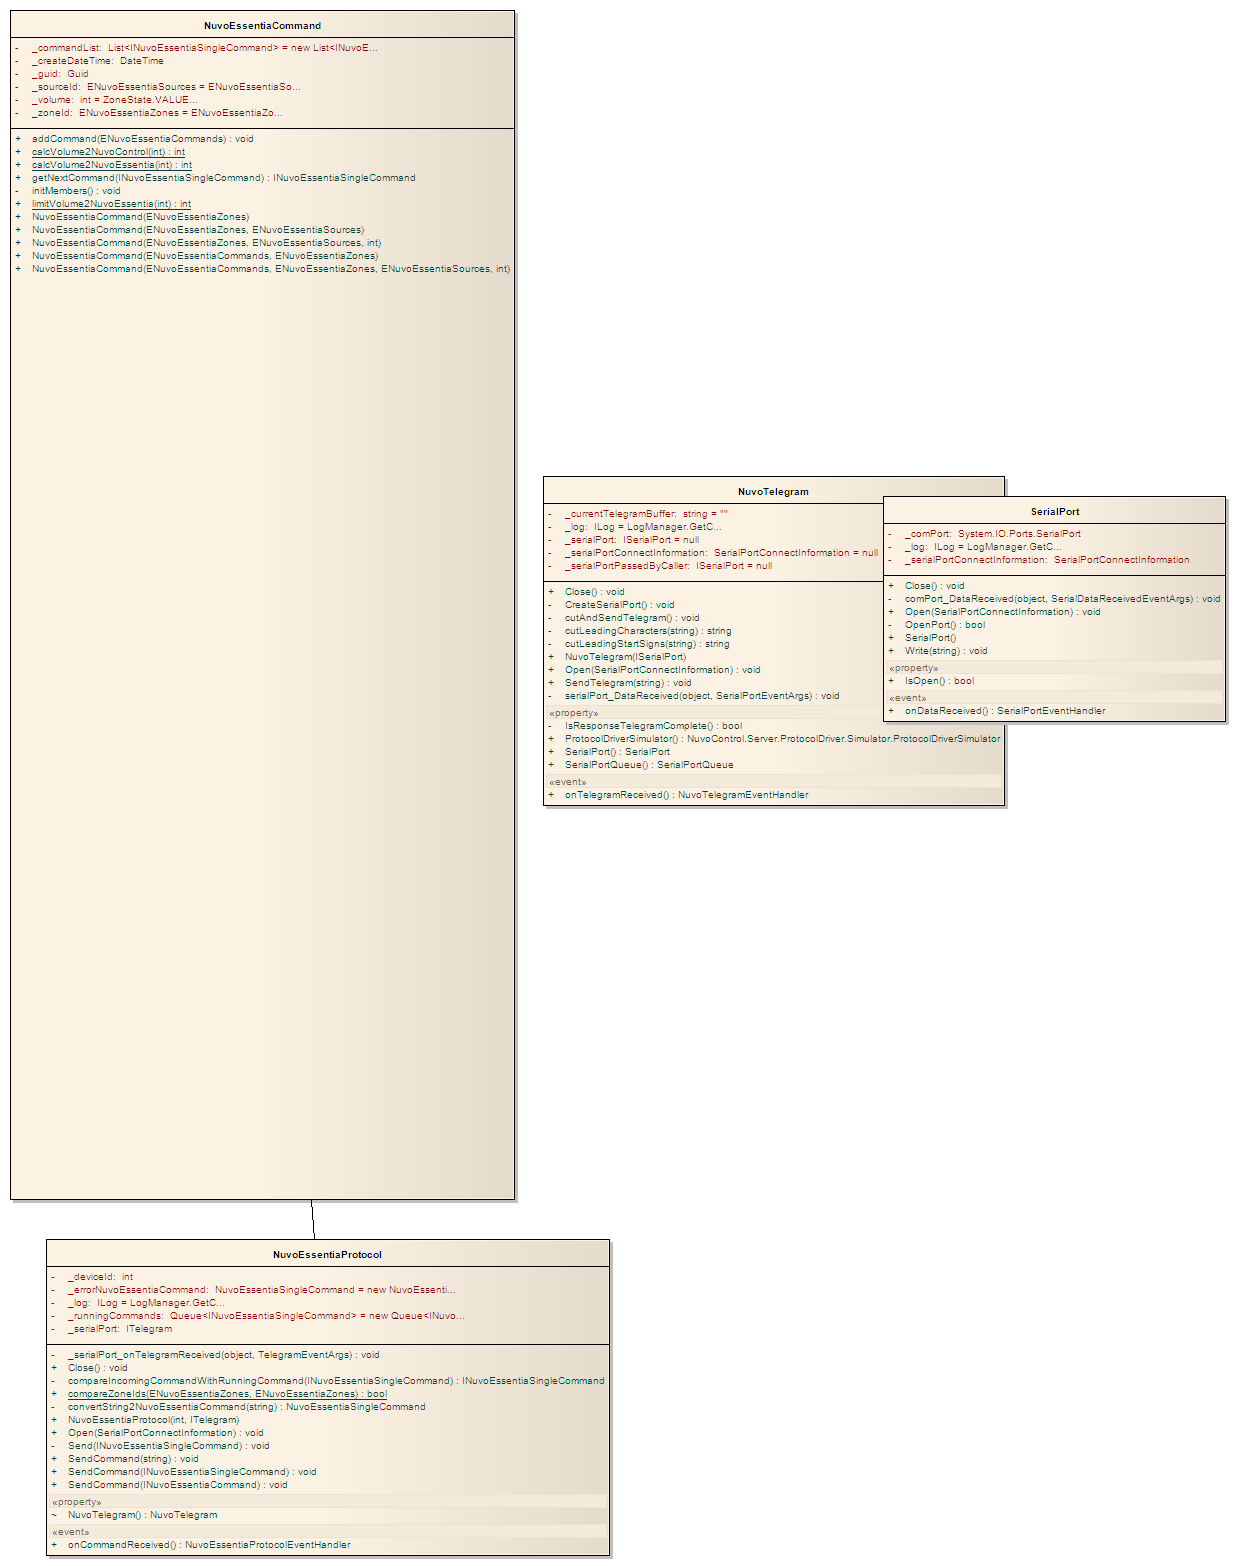 NuvoEssentiaCommand
- _commandList: List<INuvoEssentiaSingleCommand> = new List<INuvoE...
- _createDateTime: DateTime
- _guid: Guid
- _sourceId: ENuvoEssentiaSources = ENuvoEssentiaSo...
- _volume: int = ZoneState.VALUE...
- _zoneId: ENuvoEssentiaZones = ENuvoEssentiaZo...
+ addCommand(ENuvoEssentiaCommands) : void
+ calcVolume2NuvoControl(int) : int
+ calcVolume2NuvoEssentia(int) : int
+ getNextCommand(INuvoEssentiaSingleCommand) : INuvoEssentiaSingleCommand
- initMembers() : void
+ limitVolume2NuvoEssentia(int) : int
+ NuvoEssentiaCommand(ENuvoEssentiaZones)
+ NuvoEssentiaCommand(ENuvoEssentiaZones, ENuvoEssentiaSources)
+ NuvoEssentiaCommand(ENuvoEssentiaZones, ENuvoEssentiaSources, int)
+ NuvoEssentiaCommand(ENuvoEssentiaCommands, ENuvoEssentiaZones)
+ NuvoEssentiaCommand(ENuvoEssentiaCommands, ENuvoEssentiaZones, ENuvoEssentiaSources, int)
NuvoTelegram
- _currentTelegramBuffer: string = ""
- _log: ILog = LogManager.GetC...
- _serialPort: ISerialPort = null
- _serialPortConnectInformation: SerialPortConnectInformation = null
- _serialPortPassedByCaller: ISerialPort = null
+ Close() : void
- CreateSerialPort() : void
- cutAndSendTelegram() : void
- cutLeadingCharacters(string) : string
- cutLeadingStartSigns(string) : string
+ NuvoTelegram(ISerialPort)
+ Open(SerialPortConnectInformation) : void
+ SendTelegram(string) : void
- serialPort_DataReceived(object, SerialPortEventArgs) : void
«property»
- IsResponseTelegramComplete() : bool
+ ProtocolDriverSimulator() : NuvoControl.Server.ProtocolDriver.Simulator.ProtocolDriverSimulator
+ SerialPort() : SerialPort
+ SerialPortQueue() : SerialPortQueue
«event»
+ onTelegramReceived() : NuvoTelegramEventHandler
SerialPort
- _comPort: System.IO.Ports.SerialPort
- _log: ILog = LogManager.GetC...
- _serialPortConnectInformation: SerialPortConnectInformation
+ Close() : void
- comPort_DataReceived(object, SerialDataReceivedEventArgs) : void
+ Open(SerialPortConnectInformation) : void
- OpenPort() : bool
+ SerialPort()
+ Write(string) : void
«property»
+ IsOpen() : bool
«event»
+ onDataReceived() : SerialPortEventHandler
NuvoEssentiaProtocol
- _deviceId: int
- _errorNuvoEssentiaCommand: NuvoEssentiaSingleCommand = new NuvoEssenti...
- _log: ILog = LogManager.GetC...
- _runningCommands: Queue<INuvoEssentiaSingleCommand> = new Queue<INuvo...
- _serialPort: ITelegram
- _serialPort_onTelegramReceived(object, TelegramEventArgs) : void
+ Close() : void
- compareIncomingCommandWithRunningCommand(INuvoEssentiaSingleCommand) : INuvoEssentiaSingleCommand
+ compareZoneIds(ENuvoEssentiaZones, ENuvoEssentiaZones) : bool
- convertString2NuvoEssentiaCommand(string) : NuvoEssentiaSingleCommand
+ NuvoEssentiaProtocol(int, ITelegram)
+ Open(SerialPortConnectInformation) : void
- Send(INuvoEssentiaSingleCommand) : void
+ SendCommand(string) : void
+ SendCommand(INuvoEssentiaSingleCommand) : void
+ SendCommand(INuvoEssentiaCommand) : void
«property»
~ NuvoTelegram() : NuvoTelegram
«event»
+ onCommandReceived() : NuvoEssentiaProtocolEventHandler